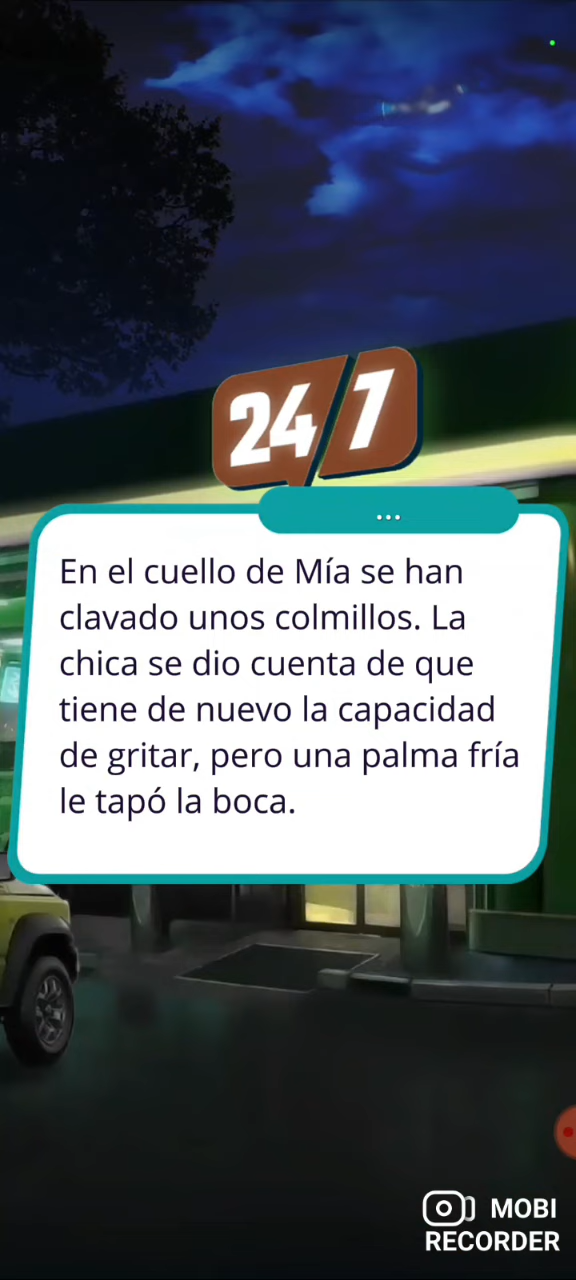 24/7
...
En el cuello de Mía se han
clavado unos colmillos. La
chica se dio cuenta de que
tiene de nuevo la capacidad
de gritar, pero una palma fría
le tapó la boca.
MOBI
RECORDER